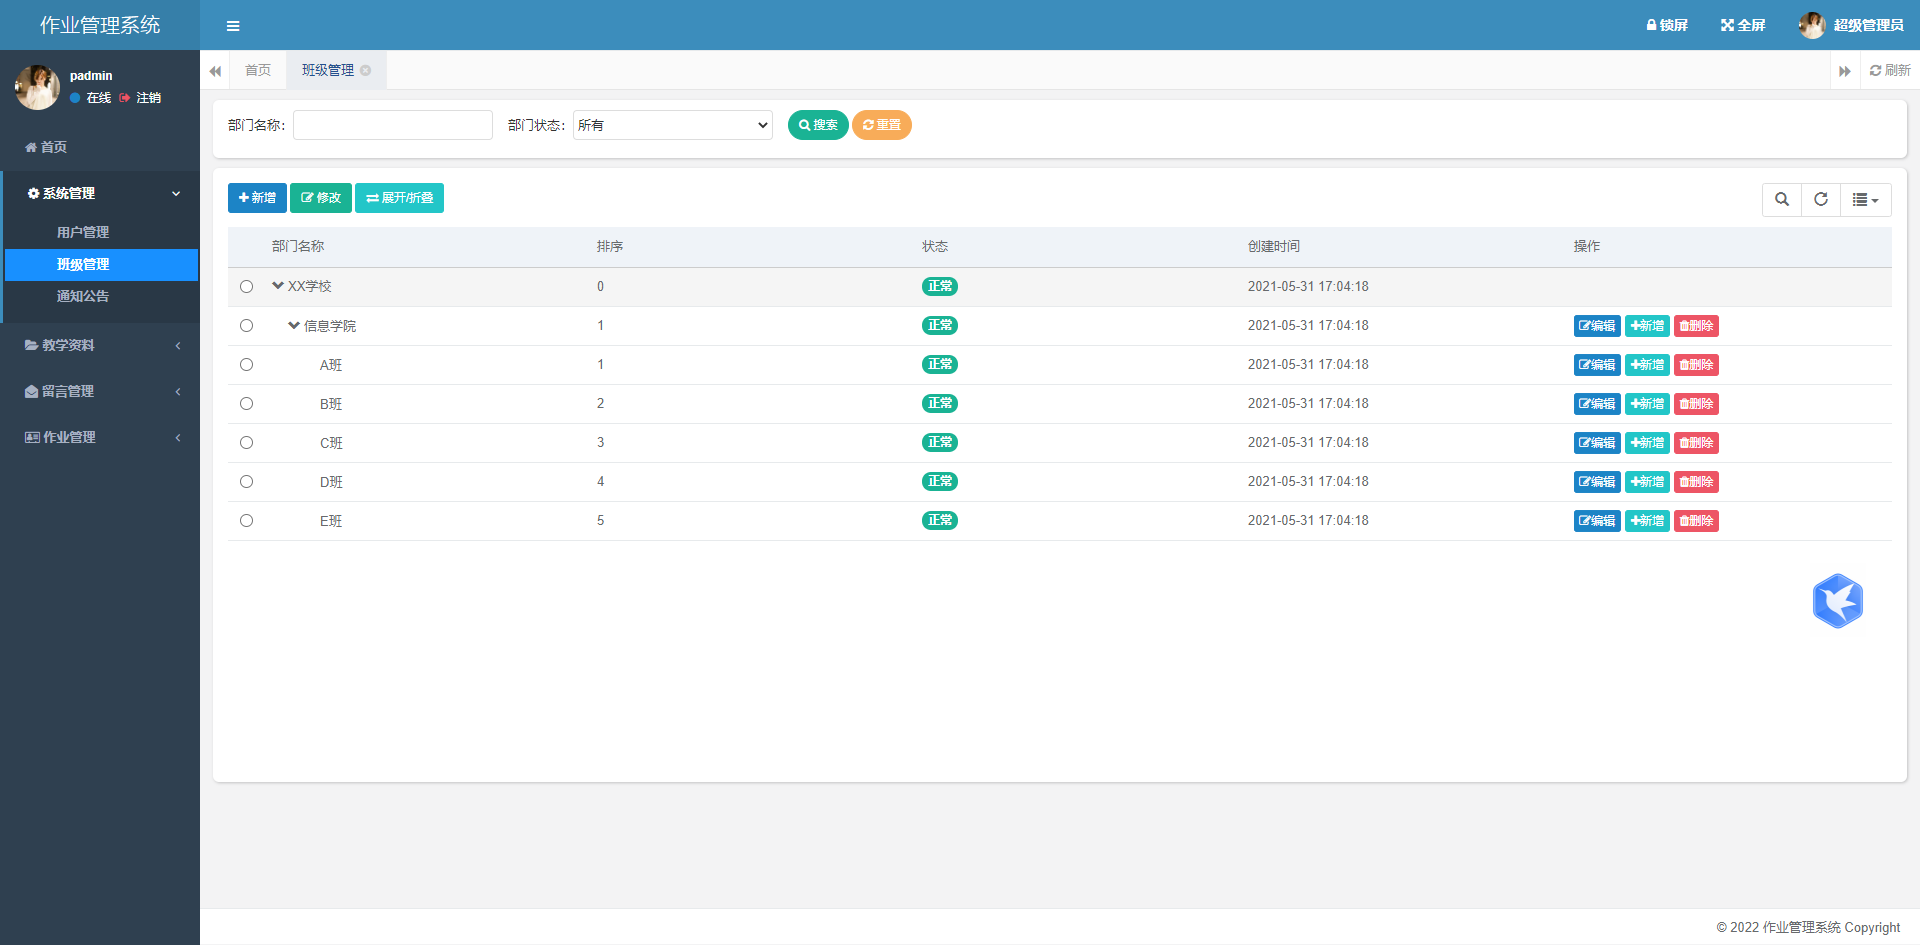 作业管理系统
锁屏 全屏 超级管理员
padmin
在线 注销
首页
系统管理
用户管理
班级管理
通知公告
教学资料
留言管理
作业管理
首页 班级管理 刷新
部门名称: 部门状态: 所有 搜索 重置
新增 修改 展开/折叠
部门名称 排序 状态 创建时间 操作
XX学校 0 正常 2021-05-31 17:04:18
信息学院 1 正常 2021-05-31 17:04:18 编辑 新增 删除
A班 1 正常 2021-05-31 17:04:18 编辑 新增 删除
B班 2 正常 2021-05-31 17:04:18 编辑 新增 删除
C班 3 正常 2021-05-31 17:04:18 编辑 新增 删除
D班 4 正常 2021-05-31 17:04:18 编辑 新增 删除
E班 5 正常 2021-05-31 17:04:18 编辑 新增 删除
© 2022 作业管理系统 Copyright